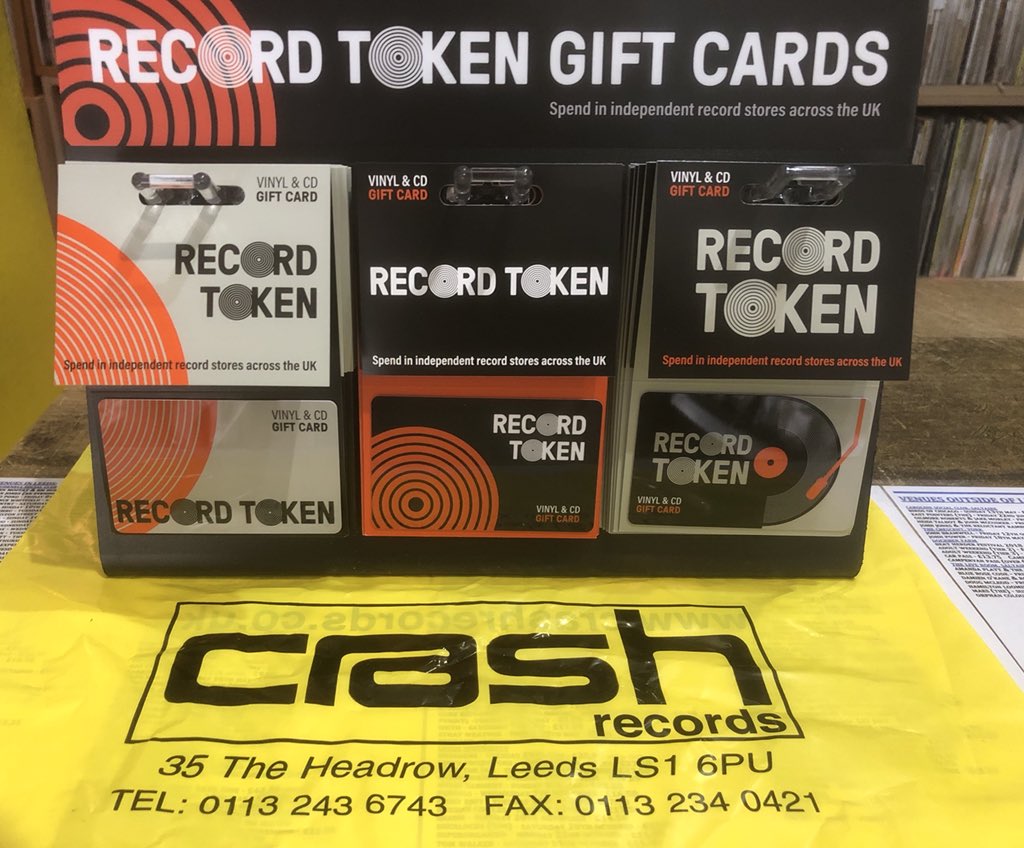 RECORD TOKEN GIFT CARDS
Spend in independent record stores across the UK
VINYL & CD
GIFT CARD
RECORD
TOKEN
Spend in independent record stores across the UK
VINYL & CD
GIFT CARD
RECORD TOKEN
Spend in independent record stores across the UK
VINYL & CD
GIFT CARD
RECORD
TOKEN
Spend in independent record stores across the UK
VINYL & CD
GIFT CARD
RECORD TOKEN
RECORD
TOKEN
VINYL & CD
GIFT CARD
RECORD
TOKEN
VINYL & CD
GIFT CARD
VENUES OUTSIDE OF
crash
records
35 The Headrow, Leeds LS1 6PU
TEL: 0113 243 6743 FAX: 0113 234 0421